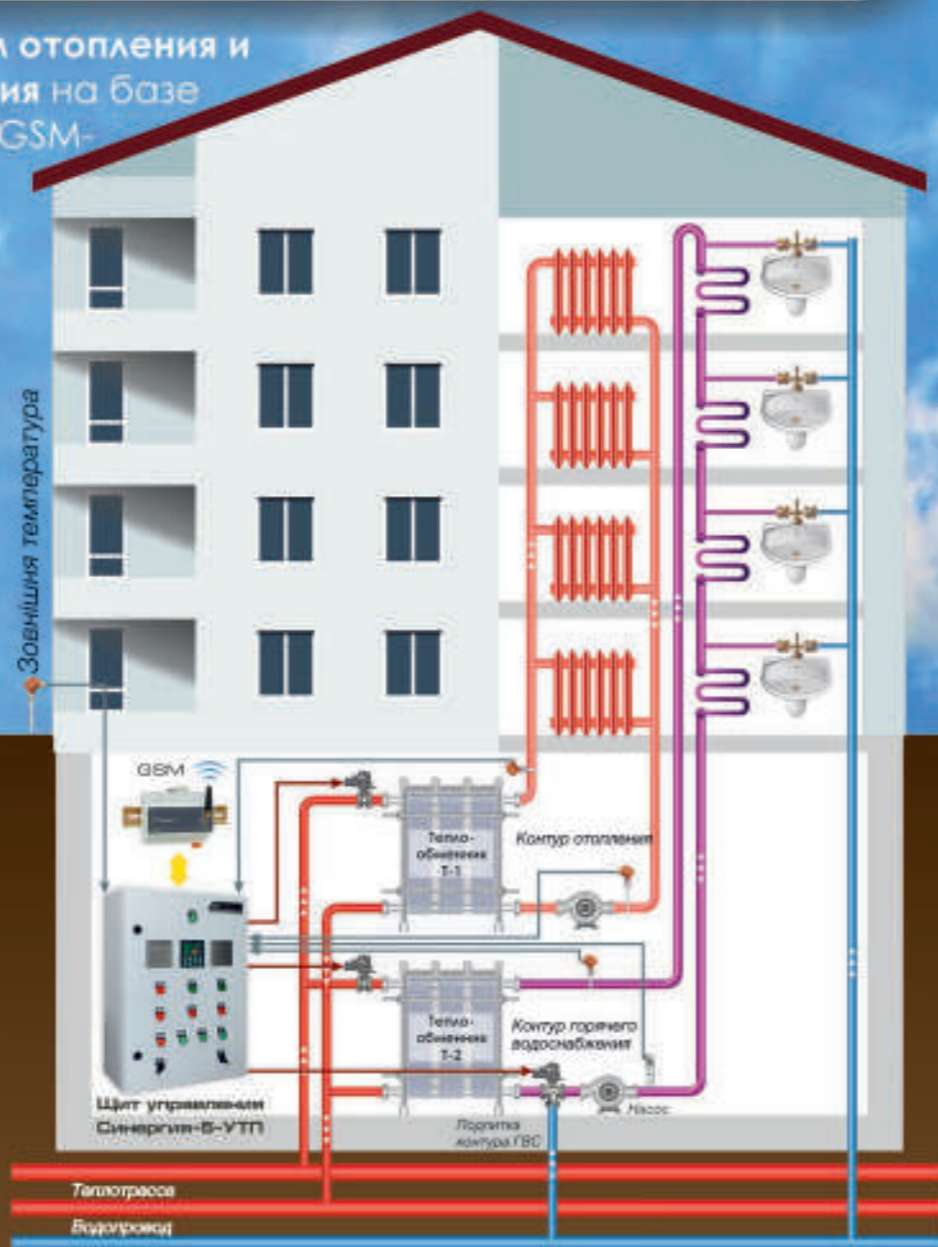 отопления и
ия на базе
GSM-
Зовнішня температура
GSM
Тепло-
обменник
Т-1
Контур отопления
Тепло-
обменник
Т-2
Контур горячего
водоснабжения
Насос
Щит управления
Синергия-Б-УТП
Подпитка
контура ГВС
Теплотрасса
Водопровод